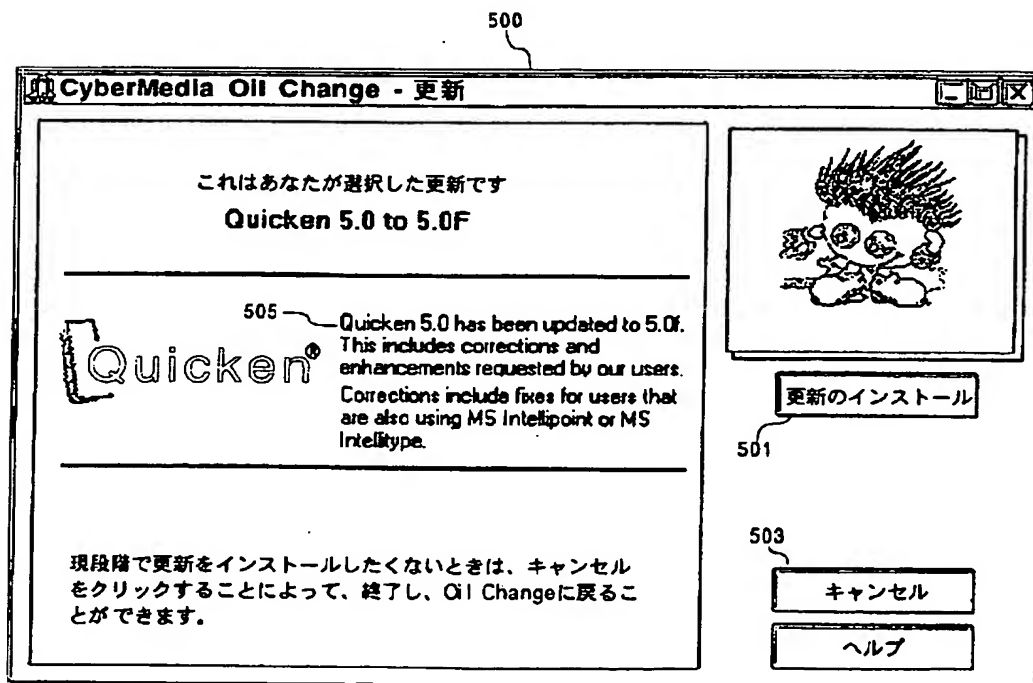 500
CyberMedia Oil Change - 更新
これはあなたが選択した更新です
Quicken 5.0 to 5.0F
505
Quicken®
Quicken 5.0 has been updated to 5.0f.
This includes corrections and
enhancements requested by our users.
Corrections include fixes for users that
are also using MS Intellipoint or MS
Intellitype.
現段階で更新をインストールしたくないときは、キャンセル
をクリックすることによって、終了し、Oil Changeに戻るこ
とができます。
更新のインストール
501
503
キャンセル
ヘルプ